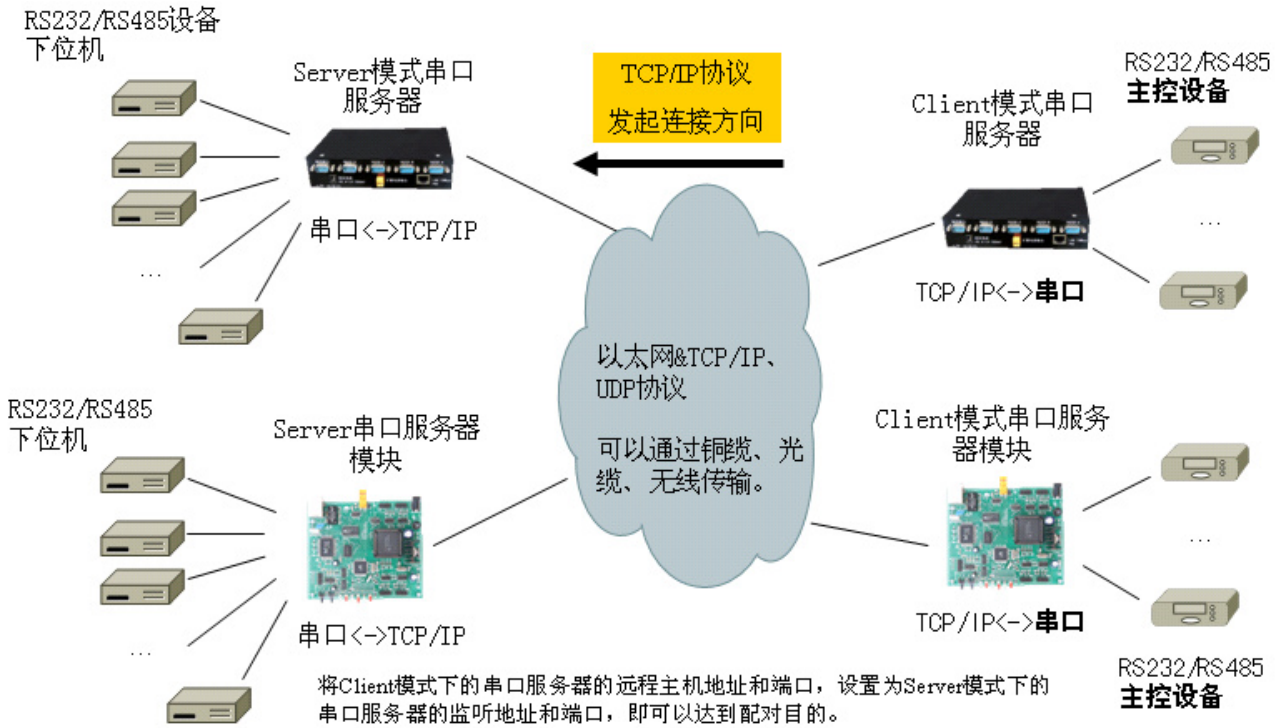 RS232/RS485设备
下位机
Server模式串口
服务器
TCP/IP协议
发起连接方向
Client模式串口
服务器
RS232/RS485
主控设备
串口<->TCP/IP
...
...
TCP/IP<->串口
以太网&TCP/IP、
UDP协议
可以通过铜缆、光
缆、无线传输。
RS232/RS485
下位机
Server串口服务器
模块
Client模式串口服务
器模块
...
...
串口<->TCP/IP
TCP/IP<->串口
RS232/RS485
主控设备
将Client模式下的串口服务器的远程主机地址和端口，设置为Server模式下的
串口服务器的监听地址和端口，即可以达到配对目的。